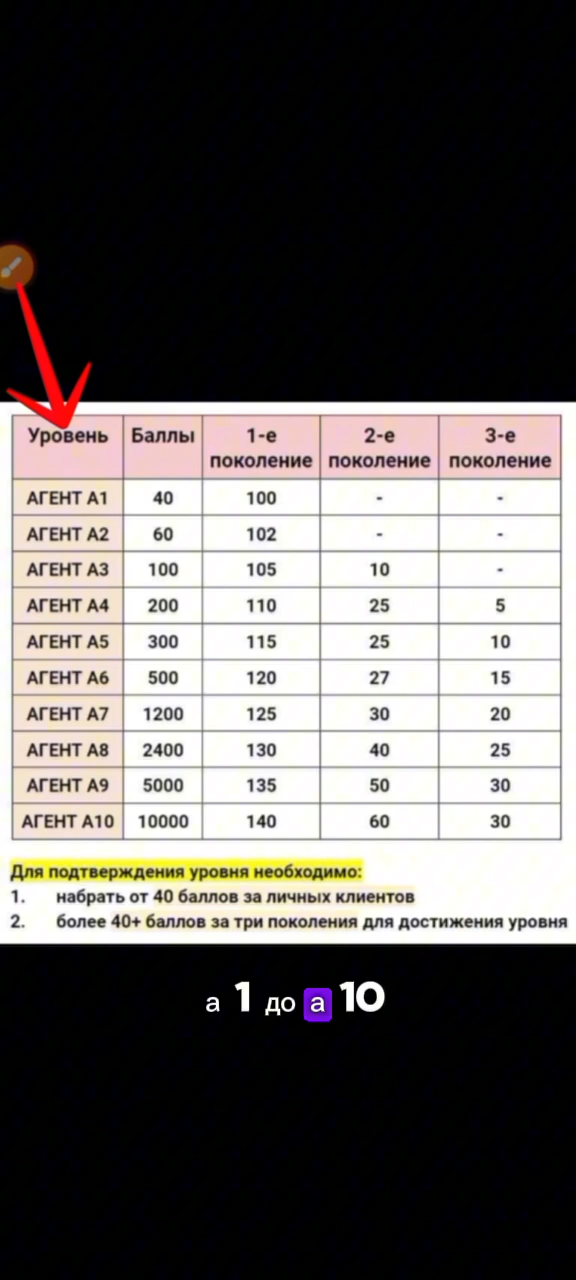 Уровень Баллы 1-е поколение 2-е поколение 3-е поколение
АГЕНТ А1 40 100 - -
АГЕНТ А2 60 102 - -
АГЕНТ А3 100 105 10 -
АГЕНТ А4 200 110 25 5
АГЕНТ А5 300 115 25 10
АГЕНТ А6 500 120 27 15
АГЕНТ А7 1200 125 30 20
АГЕНТ А8 2400 130 40 25
АГЕНТ А9 5000 135 50 30
АГЕНТ А10 10000 140 60 30
Для подтверждения уровня необходимо:
1. набрать от 40 баллов за личных клиентов
2. более 40+ баллов за три поколения для достижения уровня
а 1 до а 10